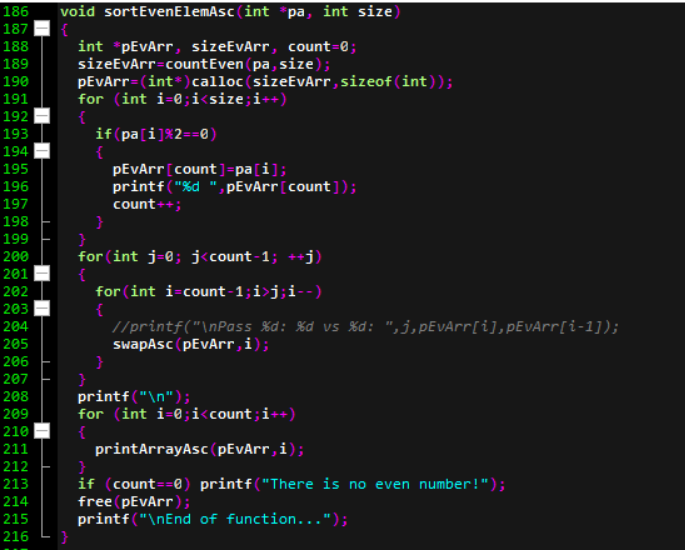 186 void sortEvenElemAsc(int *pa, int size)
187 {
188 int *pEvArr, sizeEvArr, count=0;
189 sizeEvArr=countEven(pa,size);
190 pEvArr=(int*)calloc(sizeEvArr,sizeof(int));
191 for (int i=0;i<size;i++)
192 {
193 if(pa[i]%2==0)
194 {
195 pEvArr[count]=pa[i];
196 printf("%d ",pEvArr[count]);
197 count++;
198 }
199 }
200 for(int j=0; j<count-1; ++j)
201 {
202 for(int i=count-1;i>j;i--)
203 {
204 //printf("\nPass %d: %d vs %d: ",j,pEvArr[i],pEvArr[i-1]);
205 swapAsc(pEvArr,i);
206 }
207 }
208 printf("\n");
209 for (int i=0;i<count;i++)
210 {
211 printArrayAsc(pEvArr,i);
212 }
213 if (count==0) printf("There is no even number!");
214 free(pEvArr);
215 printf("\nEnd of function...");
216 }